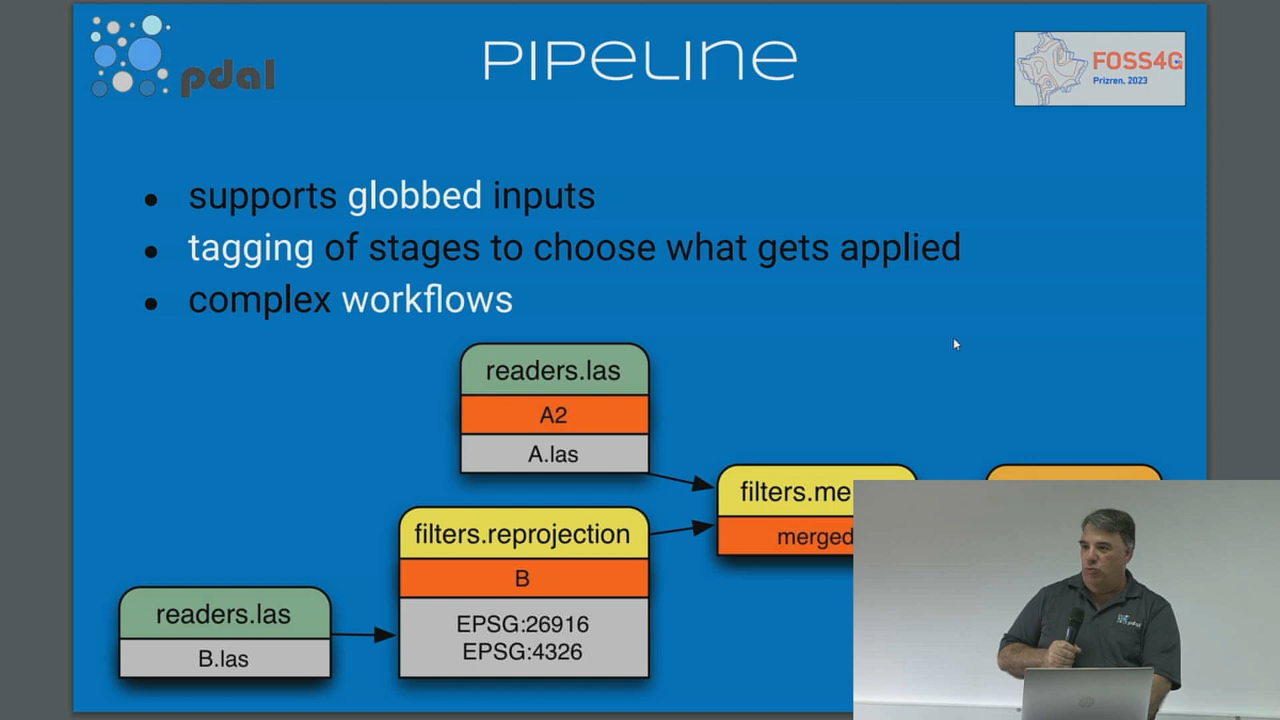 pdal
PIPELINE
FOSS4G
Prizren, 2023
supports globbed inputs
tagging of stages to choose what gets applied
complex workflows
readers.las
A2
A.las
filters.me
merged
filters.reprojection
B
EPSG:26916
EPSG:4326
readers.las
B.las
pdal